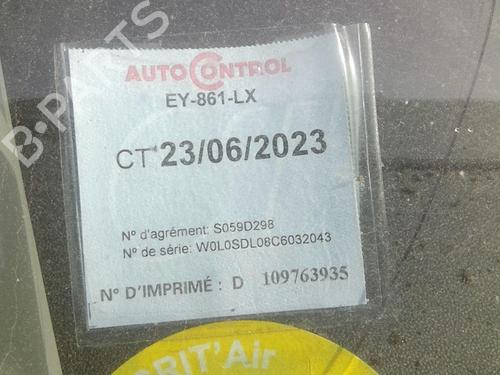 B-PARTS
AUTOCONTROL
EY-861-LX
CT 23/06/2023
N° d'agrément: S059D298
N° de série: W0L0SDL08C6032043
N° D'IMPRIMÉ : D 109763935
CRIT'Air